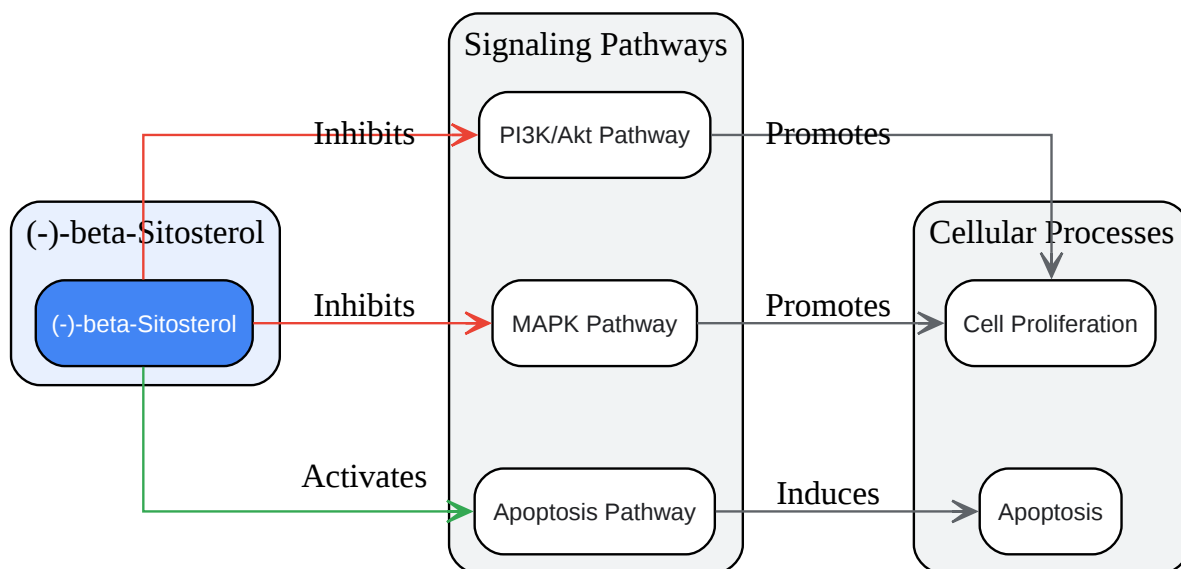 Signaling Pathways
Inhibits
PI3K/Akt Pathway
Promotes
(-)-beta-Sitosterol
Cellular Processes
(-)-beta-Sitosterol
Inhibits
MAPK Pathway
Promotes
Cell Proliferation
Activates
Apoptosis Pathway
Induces
Apoptosis